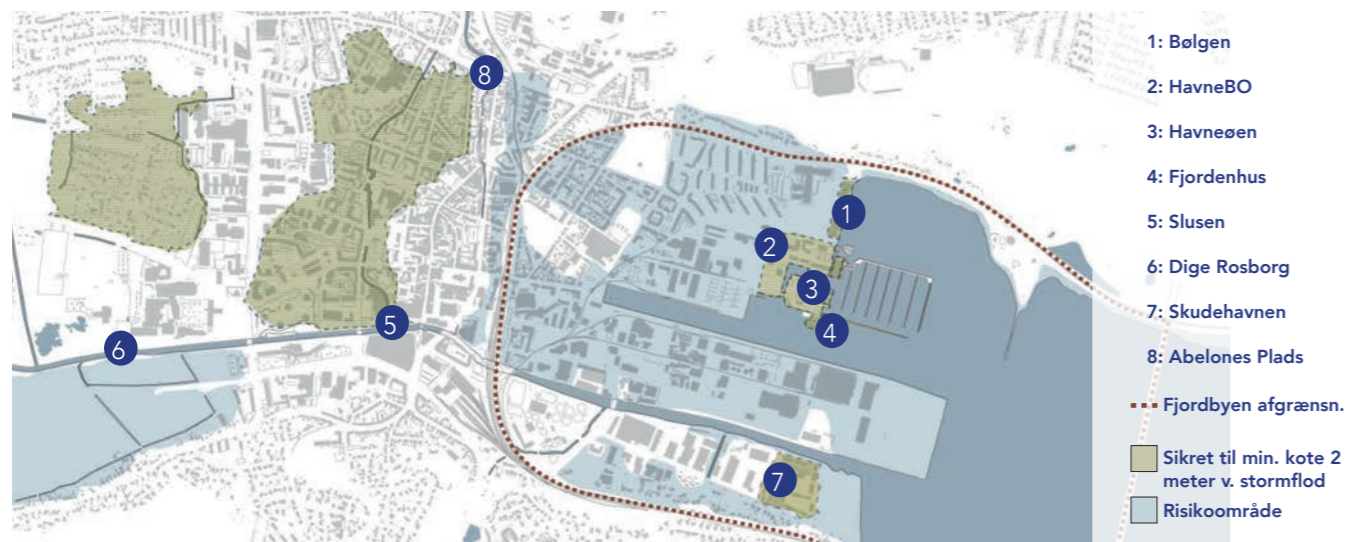 8
1
2
3
4
5
6
7
1: Bølgen
2: HavneBO
3: Havneøen
4: Fjordenhus
5: Slusen
6: Dige Rosborg
7: Skudehavnen
8: Abelones Plads
Fjordbyen afgrænsn.
Sikret til min. kote 2
meter v. stormflod
Risikoområde